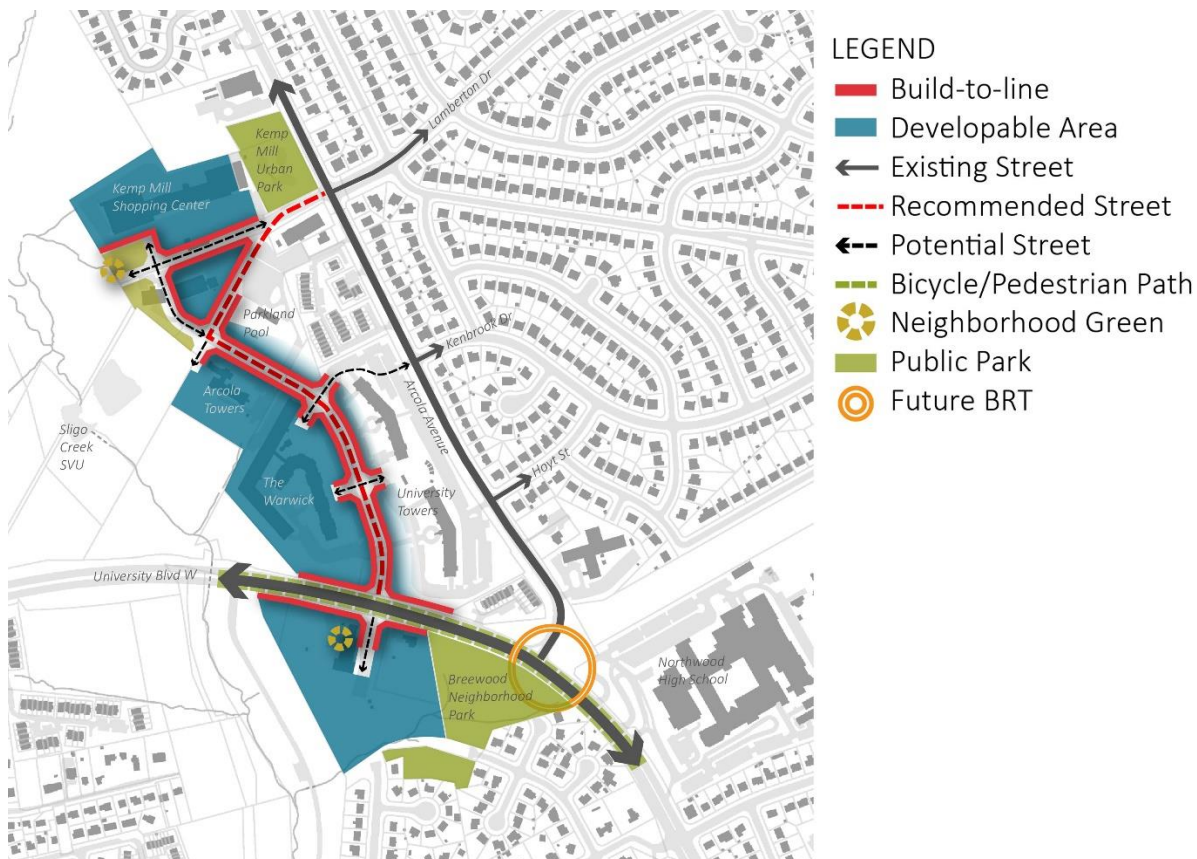 LEGEND
Build-to-line
Developable Area
Existing Street
Recommended Street
Potential Street
Bicycle/Pedestrian Path
Neighborhood Green
Public Park
Future BRT
Lamberton Dr
Kemp
Mill
Urban
Park
Kemp Mill
Shopping Center
Parkland
Pool
Kenbrook Dr
Arcola Avenue
Arcola
Towers
Sligo
Creek
SVU
Hoyt St
The
Warwick
University
Towers
University Blvd W
Breewood
Neighborhood
Park
Northwood
High School